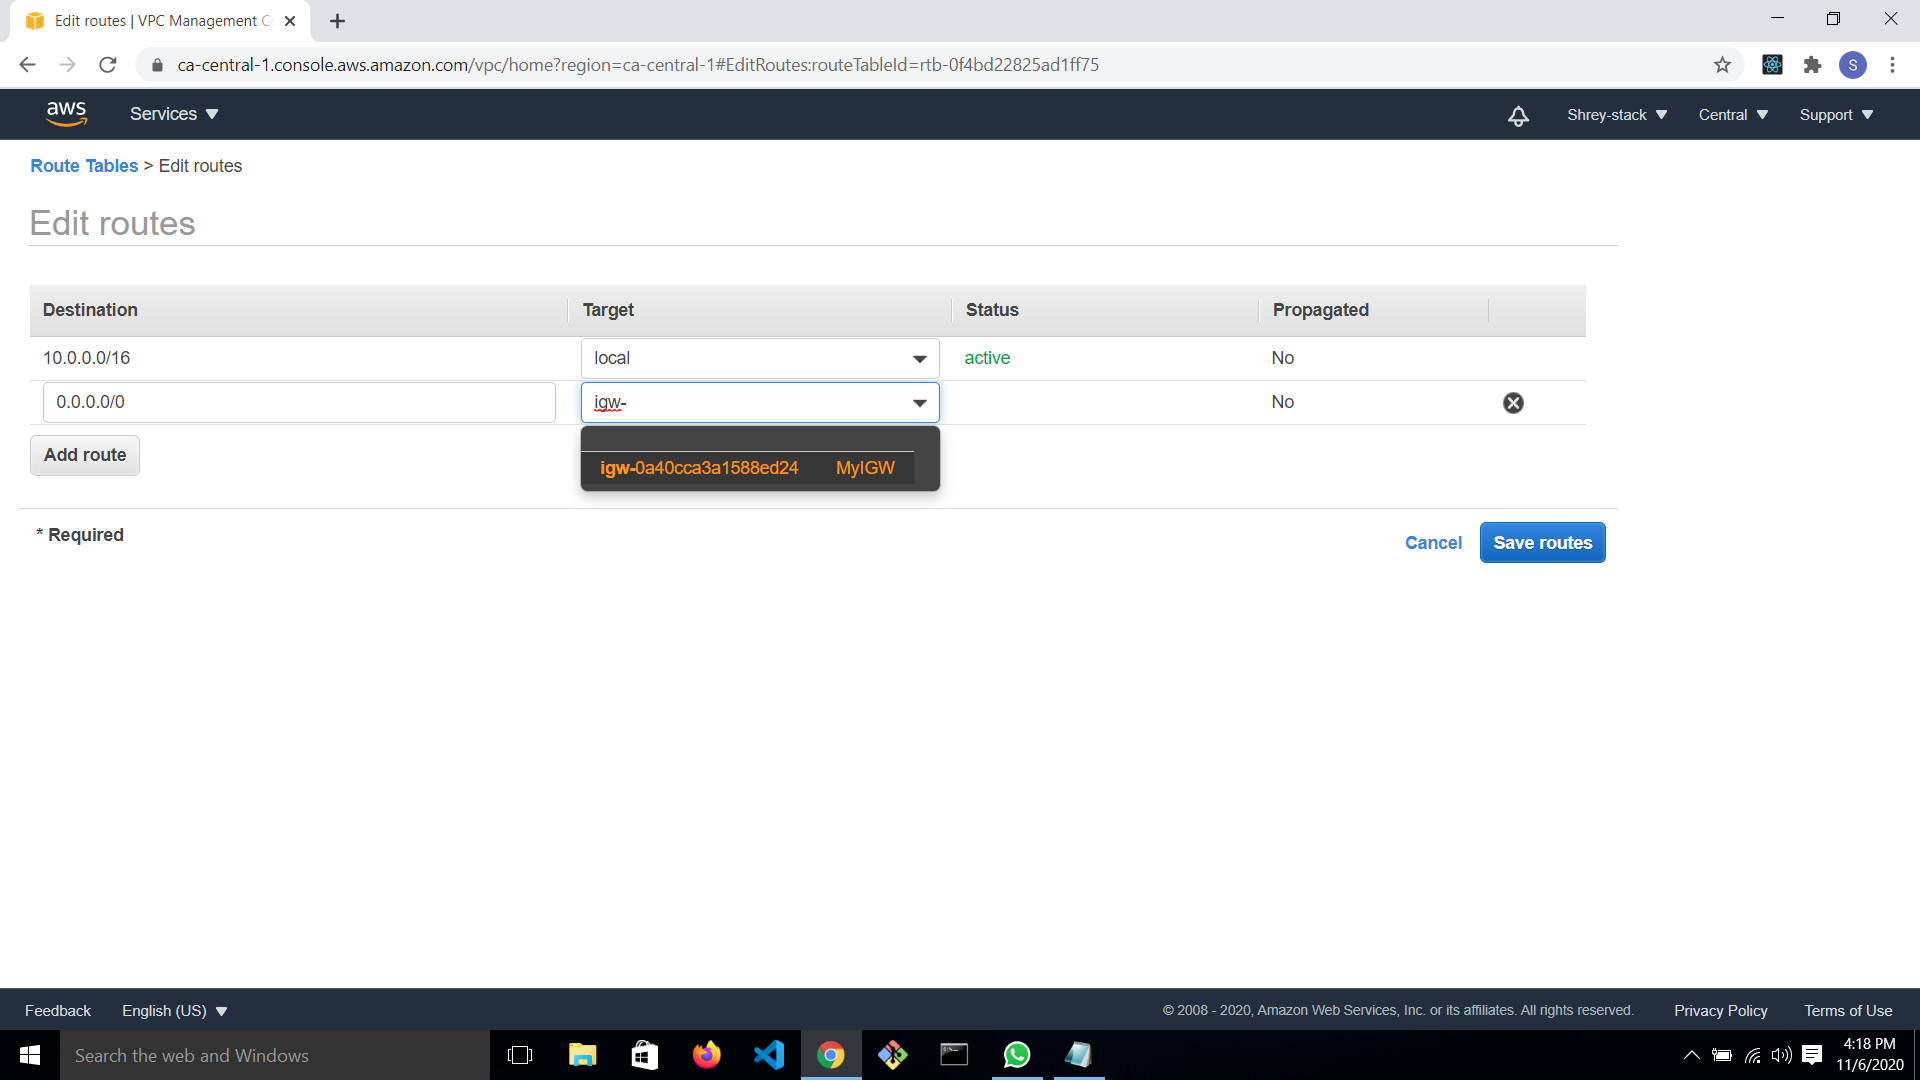 Edit routes | VPC Management C
ca-central-1.console.aws.amazon.com/vpc/home?region=ca-central-1#EditRoutes:routeTableId=rtb-0f4bd22825ad1ff75
S
aws
Services
Shrey-stack
Central
Support
Route Tables > Edit routes
Edit routes
Destination Target Status Propagated
10.0.0.0/16 local active No
0.0.0.0/0 igw- No
igw-0a40cca3a1588ed24 MyIGW
Add route
* Required
Cancel
Save routes
Feedback
English (US)
© 2008 - 2020, Amazon Web Services, Inc. or its affiliates. All rights reserved.
Privacy Policy
Terms of Use
Search the web and Windows
4:18 PM
11/6/2020